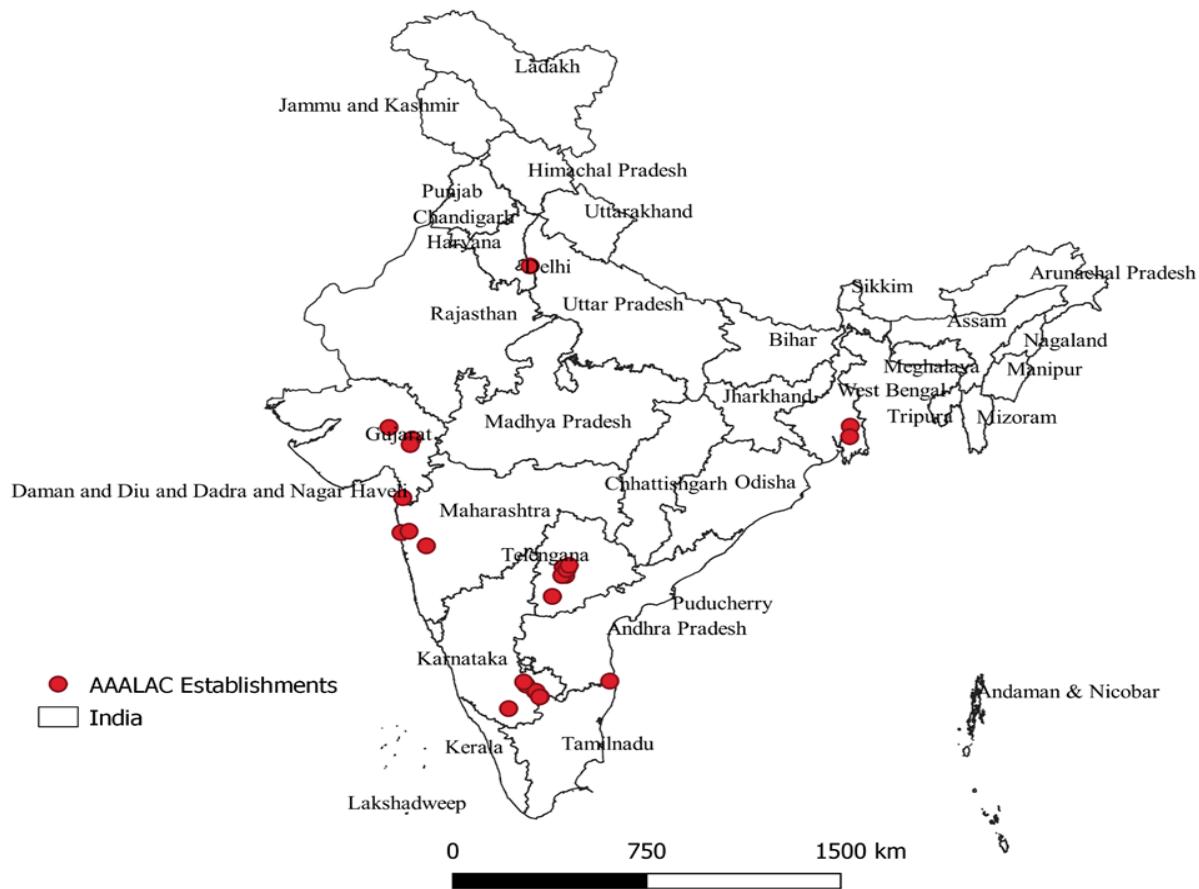 Ladakh
Jammu and Kashmir
Himachal Pradesh
Punjab
Uttarakhand
Chandigarh
Haryana
Delhi
Arunachal Pradesh
Sikkim
Uttar Pradesh
Rajasthan
Assam
Bihar
Nagaland
Meghalaya
Manipur
Jharkhand
West Bengal
Tripura
Mizoram
Madhya Pradesh
Gujarat
Chhattishgarh
Odisha
Daman and Diu and Dadra and Nagar Haveli
Maharashtra
Telengana
Puducherry
Andhra Pradesh
Karnataka
AAALAC Establishments
India
Andaman & Nicobar
Kerala
Tamilnadu
Lakshadweep
0 750 1500 km